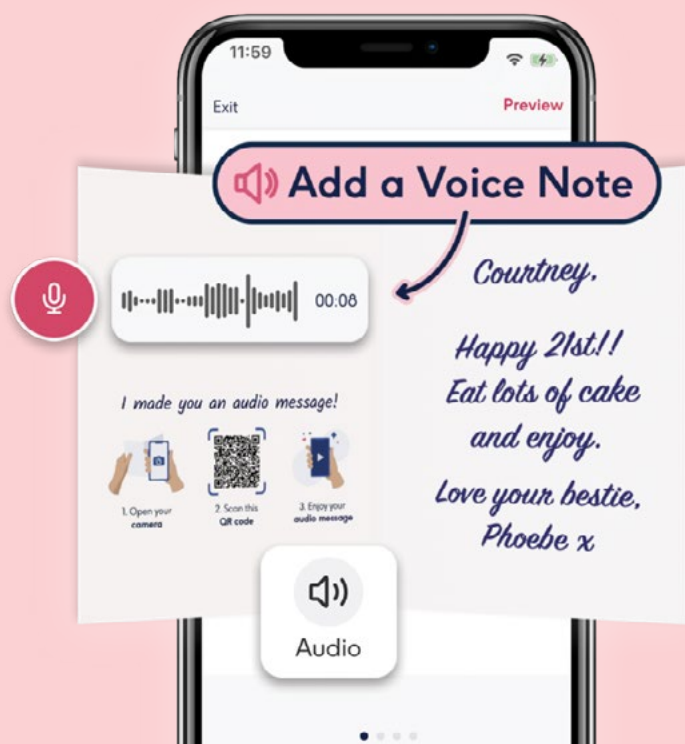 11:59
Exit
Preview
Add a Voice Note
00:08
I made you an audio message!
1. Open your
camera
2. Scan this
QR code
3. Enjoy your
audio message
Courtney,
Happy 21st!!
Eat lots of cake
and enjoy.
Love your bestie,
Phoebe x
Audio